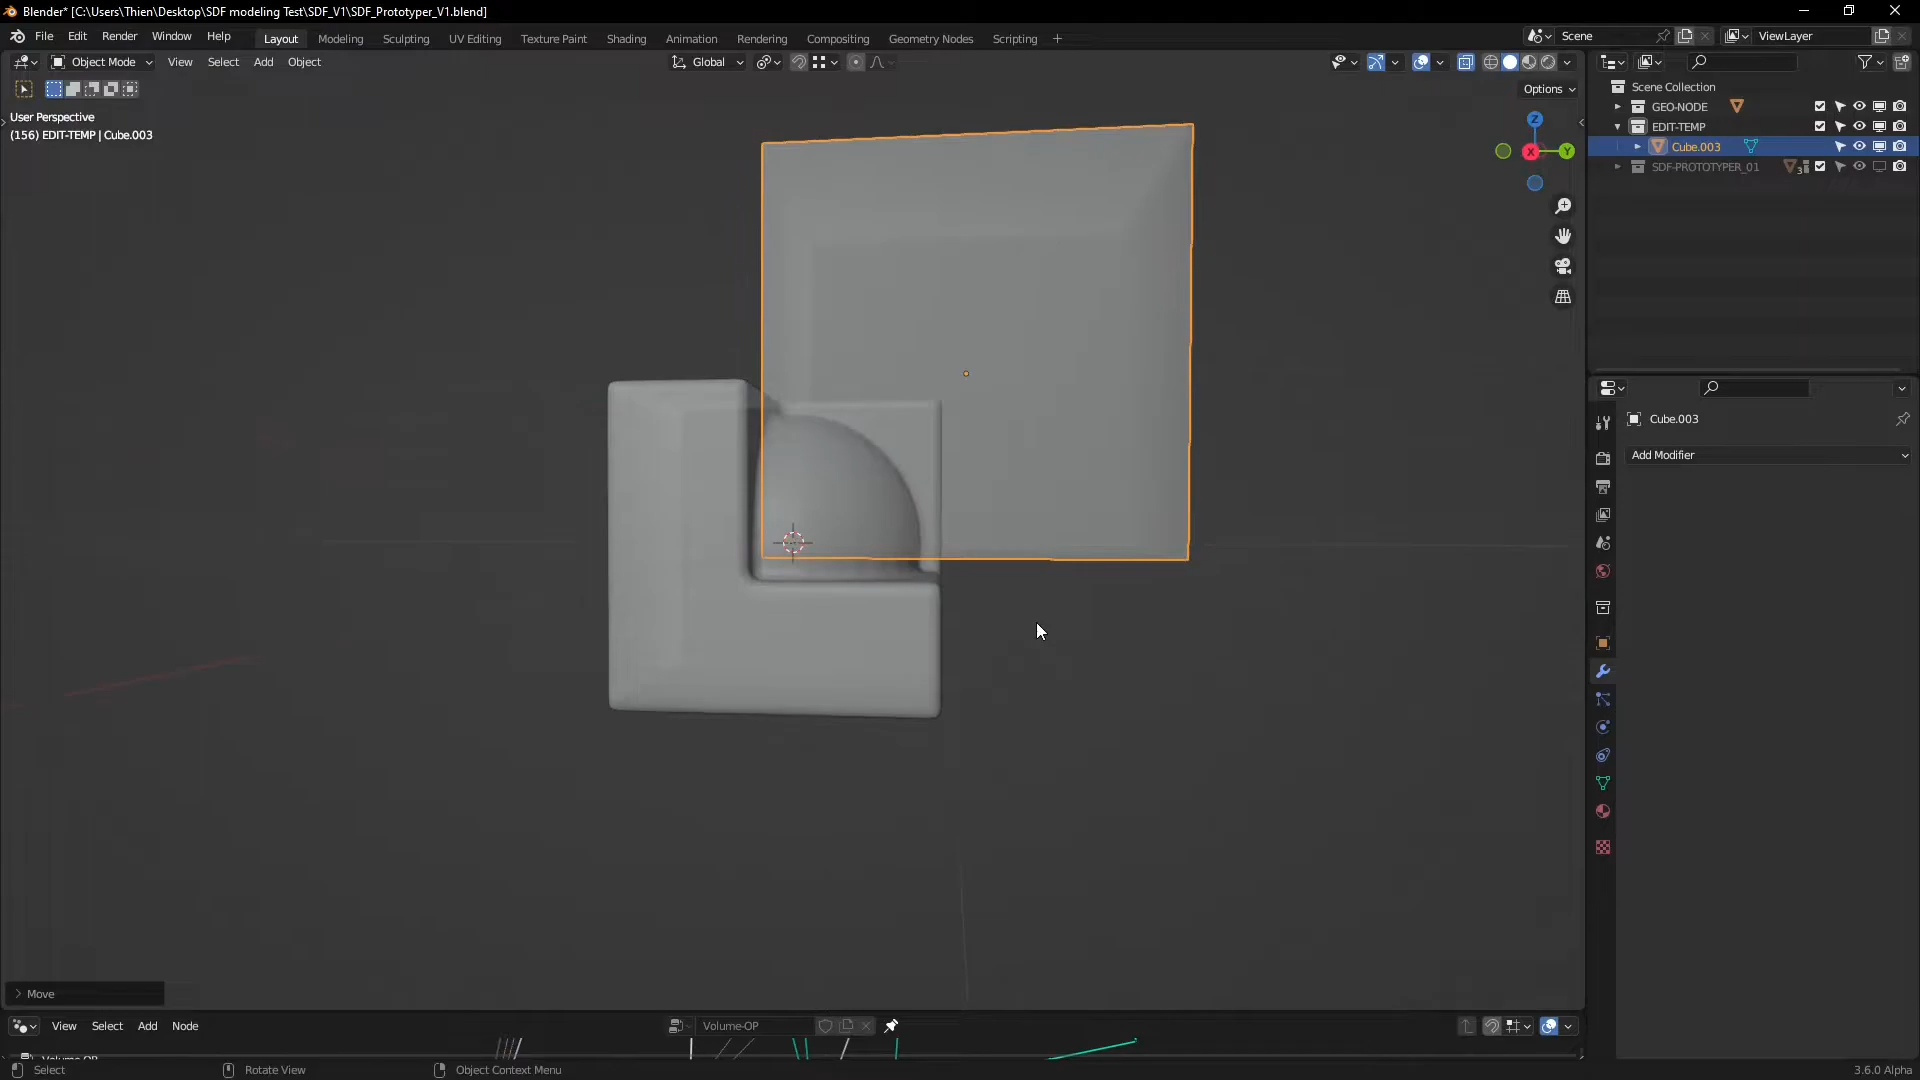 Blender* [C:\Users\Thien\Desktop\SDF modeling Test\SDF_V1\SDF_Prototyper_V1.blend]
File Edit Render Window Help Layout Modeling Sculpting UV Editing Texture Paint Shading Animation Rendering Compositing Geometry Nodes Scripting + Scene ViewLayer
Object Mode View Select Add Object Global
Options
User Perspective
(156) EDIT-TEMP | Cube.003
Z
X
Y
Scene Collection
GEO-NODE
EDIT-TEMP
Cube.003
SDF-PROTOTYPER_01 3
Cube.003
Add Modifier
Move
View Select Add Node Volume-OP
Volume-OP
Select Rotate View Object Context Menu 3.6.0 Alpha